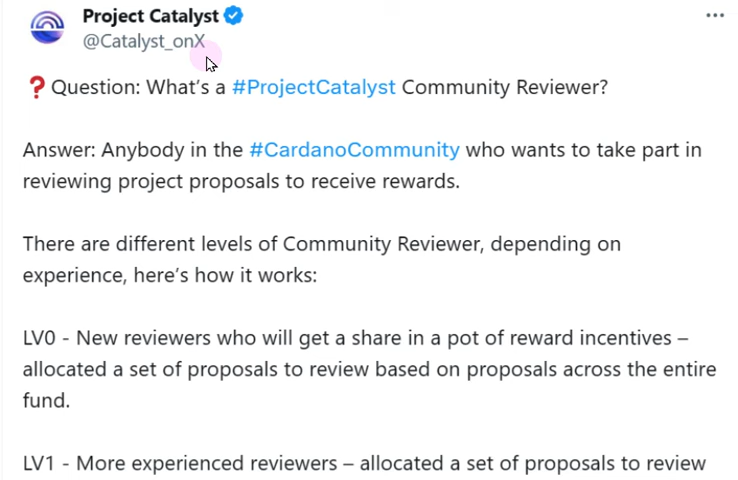 Project Catalyst
@Catalyst_onX
❓Question: What's a #ProjectCatalyst Community Reviewer?
Answer: Anybody in the #CardanoCommunity who wants to take part in
reviewing project proposals to receive rewards.
There are different levels of Community Reviewer, depending on
experience, here's how it works:
LV0 - New reviewers who will get a share in a pot of reward incentives –
allocated a set of proposals to review based on proposals across the entire
fund.
LV1 - More experienced reviewers – allocated a set of proposals to review